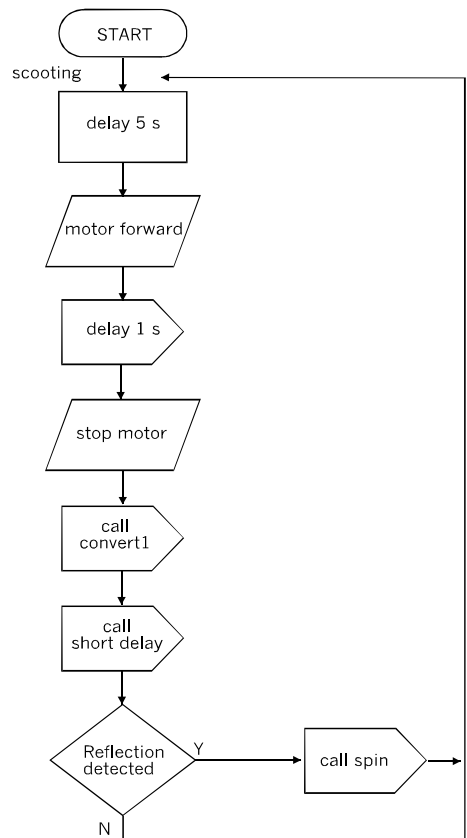 START
scooting
delay 5 s
motor forward
delay 1 s
stop motor
call
convert1
call
short delay
Reflection
detected
Y
call spin
N